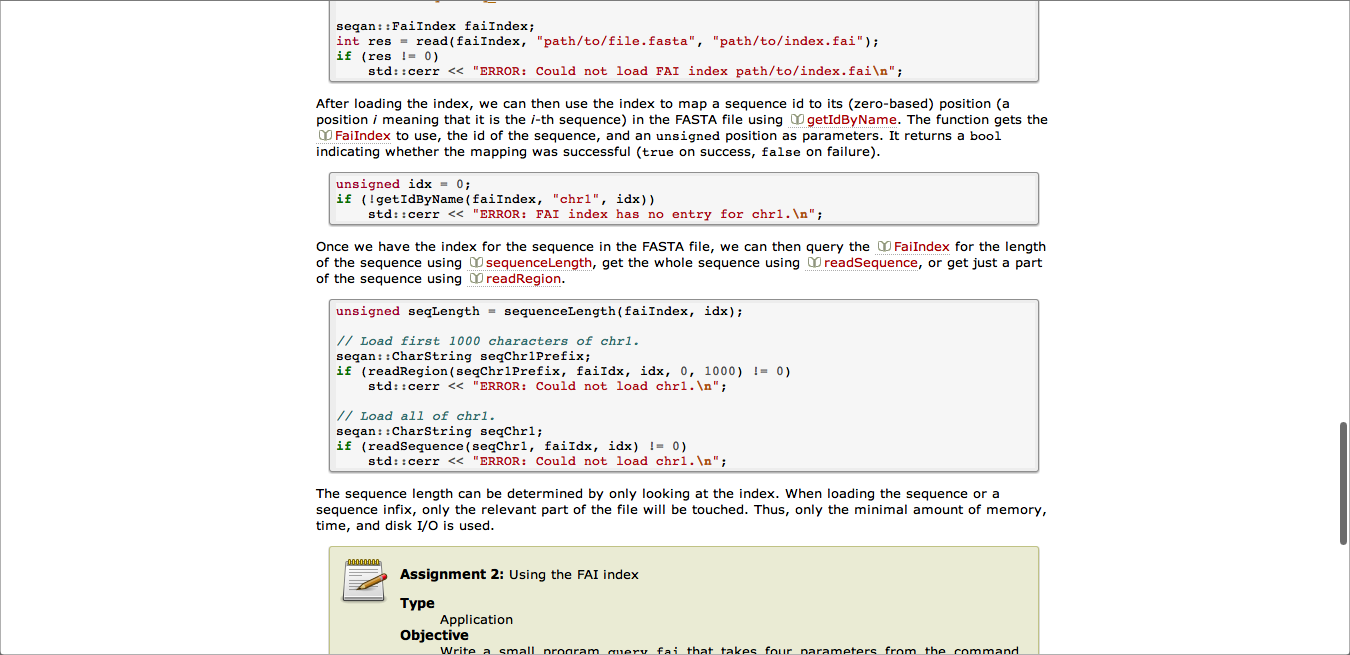 seqan::FaiIndex faiIndex;
int res = read(faiIndex, "path/to/file.fasta", "path/to/index.fai");
if (res != 0)
    std::cerr << "ERROR: Could not load FAI index path/to/index.fai\n";
After loading the index, we can then use the index to map a sequence id to its (zero-based) position (a
position i meaning that it is the i-th sequence) in the FASTA file using getIdByName. The function gets the
FaiIndex to use, the id of the sequence, and an unsigned position as parameters. It returns a bool
indicating whether the mapping was successful (true on success, false on failure).
unsigned idx = 0;
if (!getIdByName(faiIndex, "chr1", idx))
    std::cerr << "ERROR: FAI index has no entry for chr1.\n";
Once we have the index for the sequence in the FASTA file, we can then query the FaiIndex for the length
of the sequence using sequenceLength, get the whole sequence using readSequence, or get just a part
of the sequence using readRegion.
unsigned seqLength = sequenceLength(faiIndex, idx);
// Load first 1000 characters of chr1.
seqan::CharString seqChr1Prefix;
if (readRegion(seqChr1Prefix, faiIdx, idx, 0, 1000) != 0)
    std::cerr << "ERROR: Could not load chr1.\n";
// Load all of chr1.
seqan::CharString seqChr1;
if (readSequence(seqChr1, faiIdx, idx) != 0)
    std::cerr << "ERROR: Could not load chr1.\n";
The sequence length can be determined by only looking at the index. When loading the sequence or a
sequence infix, only the relevant part of the file will be touched. Thus, only the minimal amount of memory,
time, and disk I/O is used.
Assignment 2: Using the FAI index
Type
Application
Objective
Write a small program query_fai that takes four parameters from the command